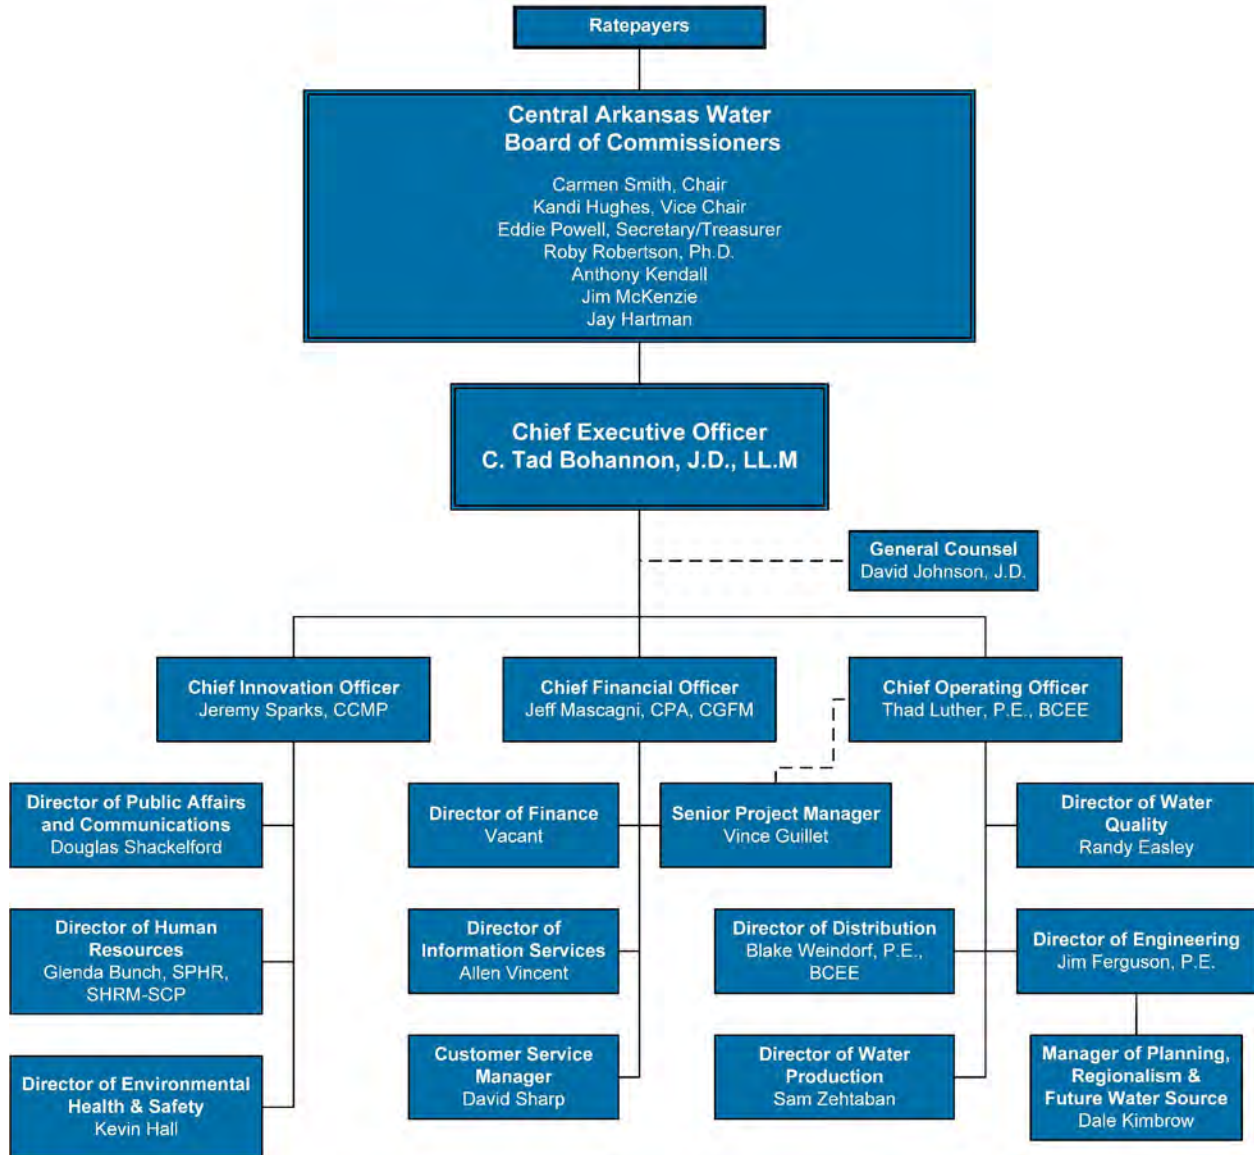 Ratepayers
Central Arkansas Water
Board of Commissioners
Carmen Smith, Chair
Kandi Hughes, Vice Chair
Eddie Powell, Secretary/Treasurer
Roby Robertson, Ph.D.
Anthony Kendall
Jim McKenzie
Jay Hartman
Chief Executive Officer
C. Tad Bohannon, J.D., LL.M
General Counsel
David Johnson, J.D.
Chief Innovation Officer
Jeremy Sparks, CCMP
Chief Financial Officer
Jeff Mascagni, CPA, CGFM
Chief Operating Officer
Thad Luther, P.E., BCEE
Director of Public Affairs
and Communications
Douglas Shackelford
Director of Finance
Vacant
Senior Project Manager
Vince Guillet
Director of Water
Quality
Randy Easley
Director of Human
Resources
Glenda Bunch, SPHR,
SHRM-SCP
Director of
Information Services
Allen Vincent
Director of Distribution
Blake Weindorf, P.E.,
BCEE
Director of Engineering
Jim Ferguson, P.E.
Director of Environmental
Health & Safety
Kevin Hall
Customer Service
Manager
David Sharp
Director of Water
Production
Sam Zehtaban
Manager of Planning,
Regionalism &
Future Water Source
Dale Kimbrow